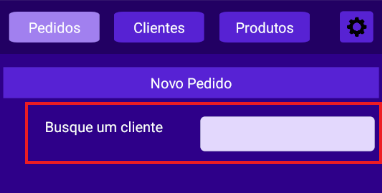 Pedidos Clientes Produtos
Novo Pedido
Busque um cliente